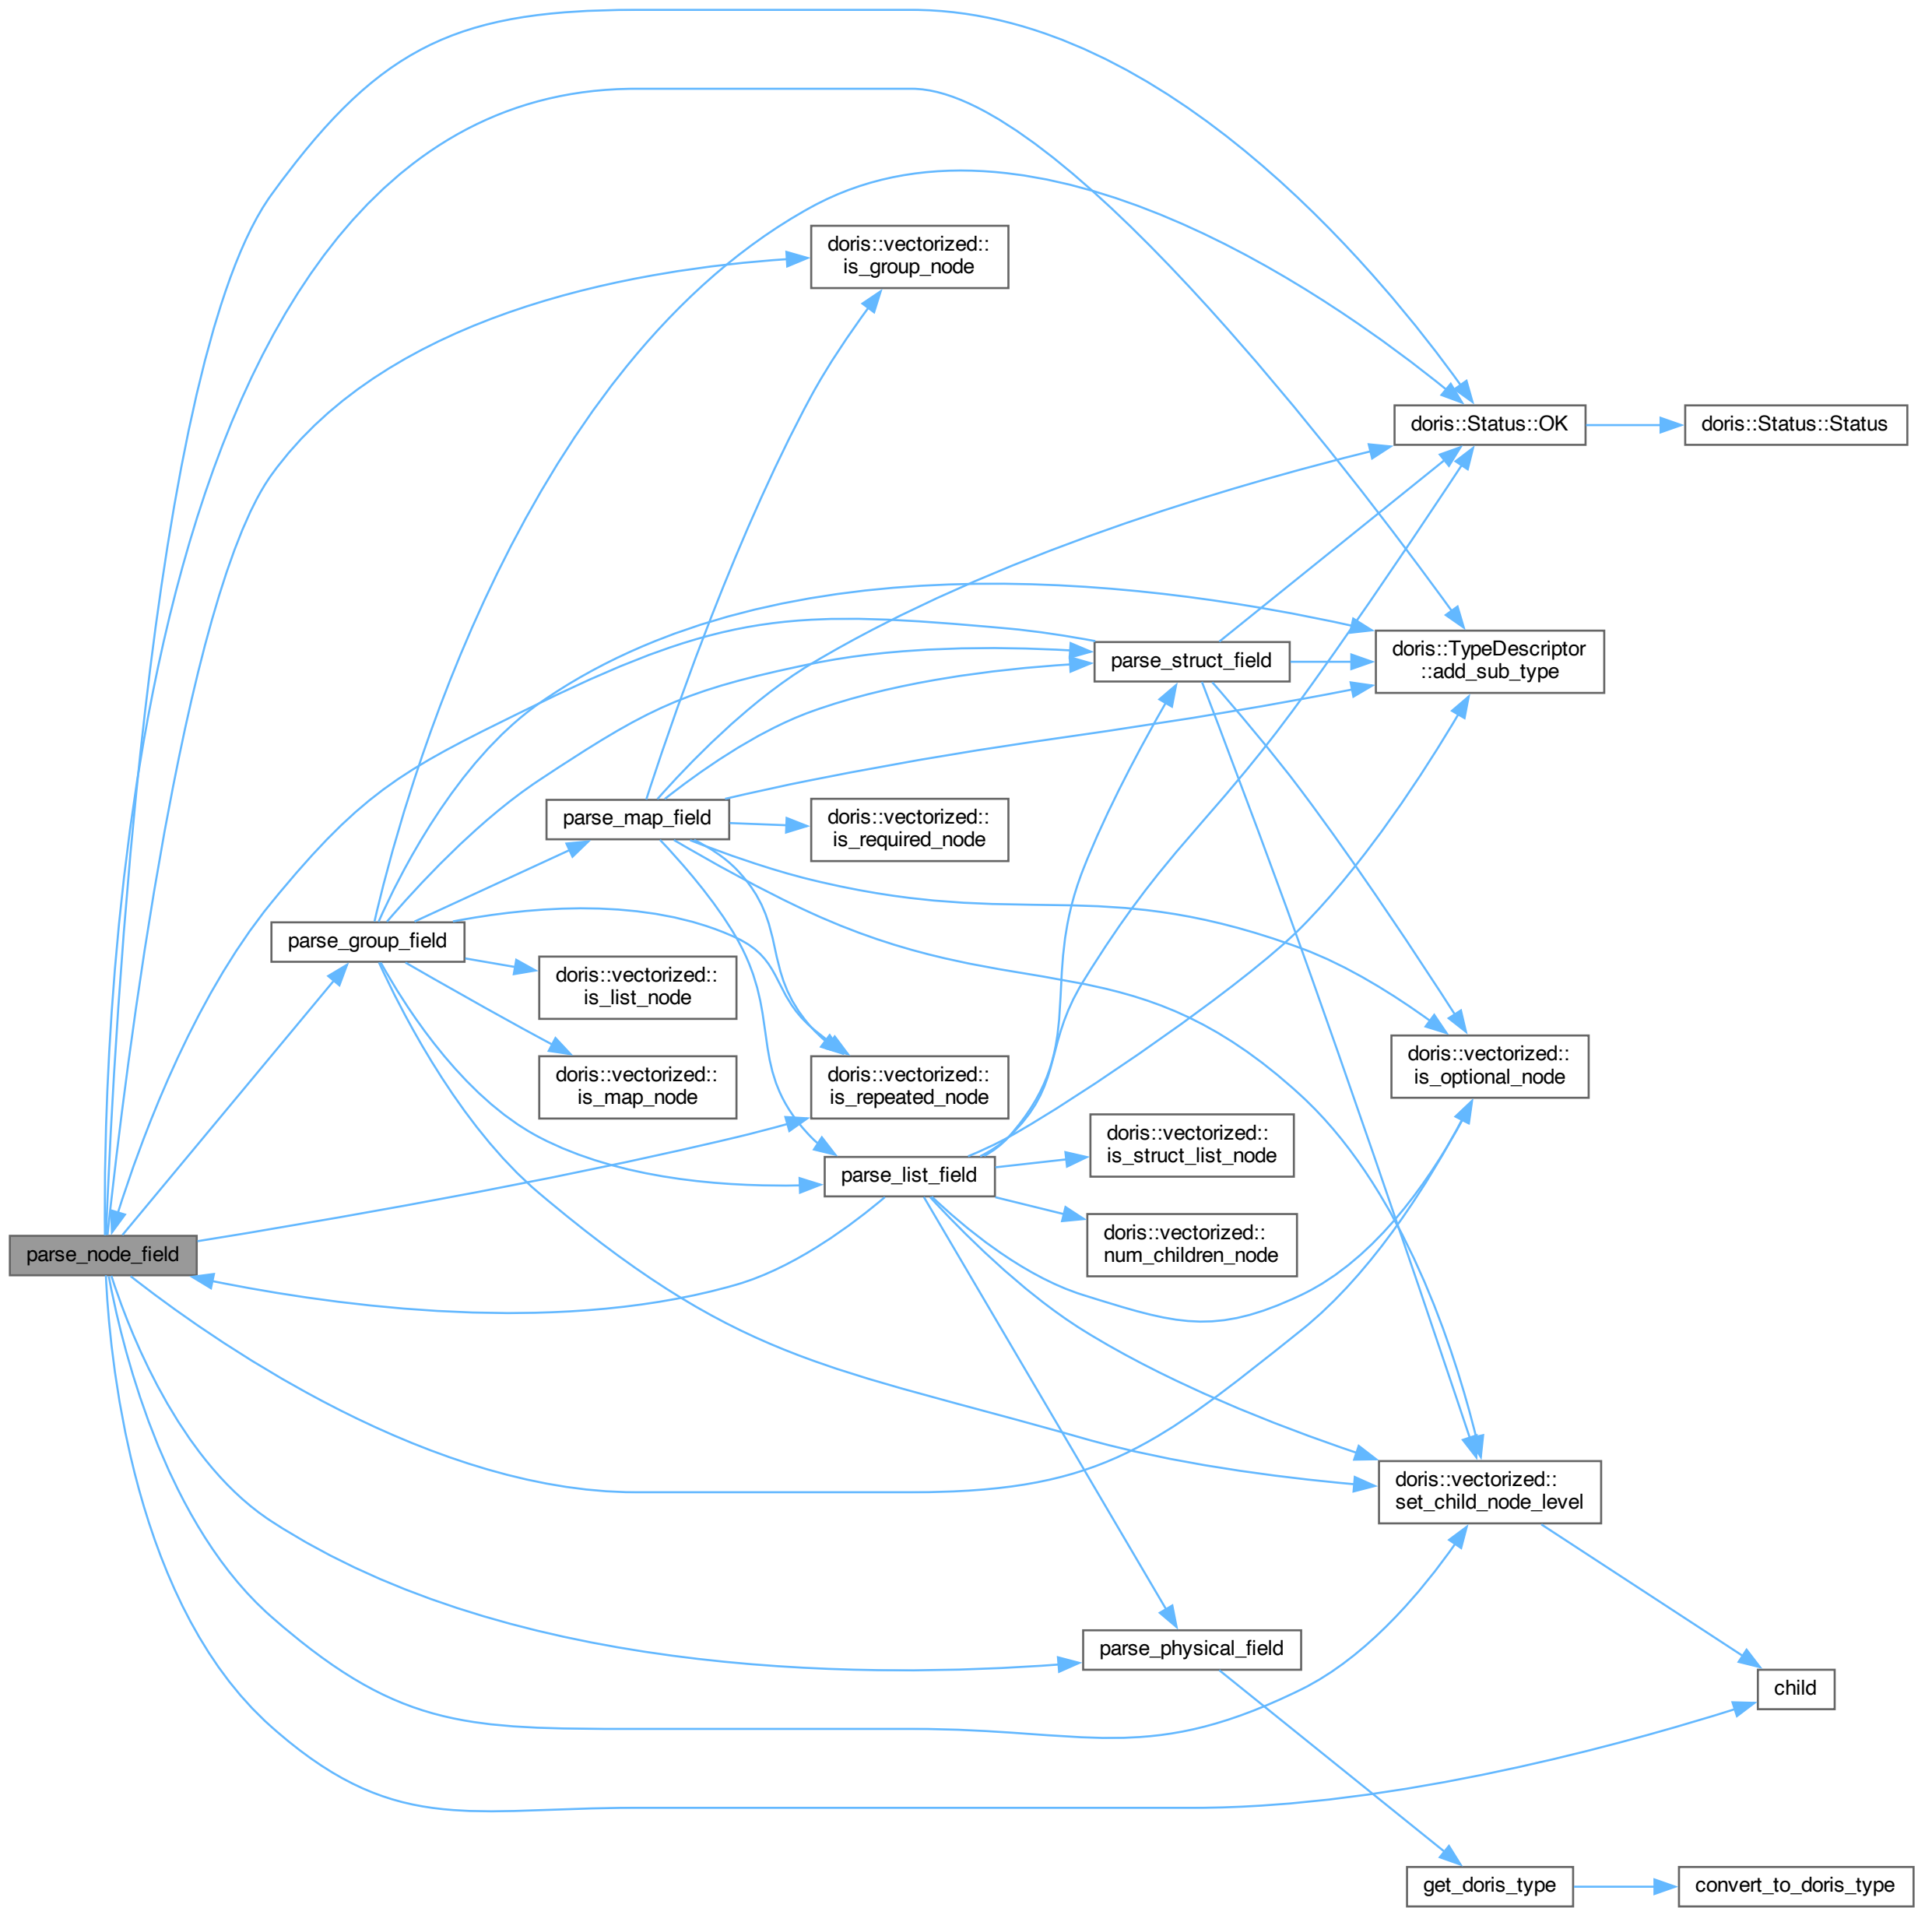 doris::vectorized::
is_group_node
doris::Status::OK
doris::Status::Status
parse_struct_field
doris::TypeDescriptor
::add_sub_type
parse_map_field
doris::vectorized::
is_required_node
parse_group_field
doris::vectorized::
is_list_node
doris::vectorized::
is_map_node
doris::vectorized::
is_repeated_node
doris::vectorized::
is_optional_node
doris::vectorized::
is_struct_list_node
parse_list_field
doris::vectorized::
num_children_node
parse_node_field
doris::vectorized::
set_child_node_level
parse_physical_field
child
get_doris_type
convert_to_doris_type